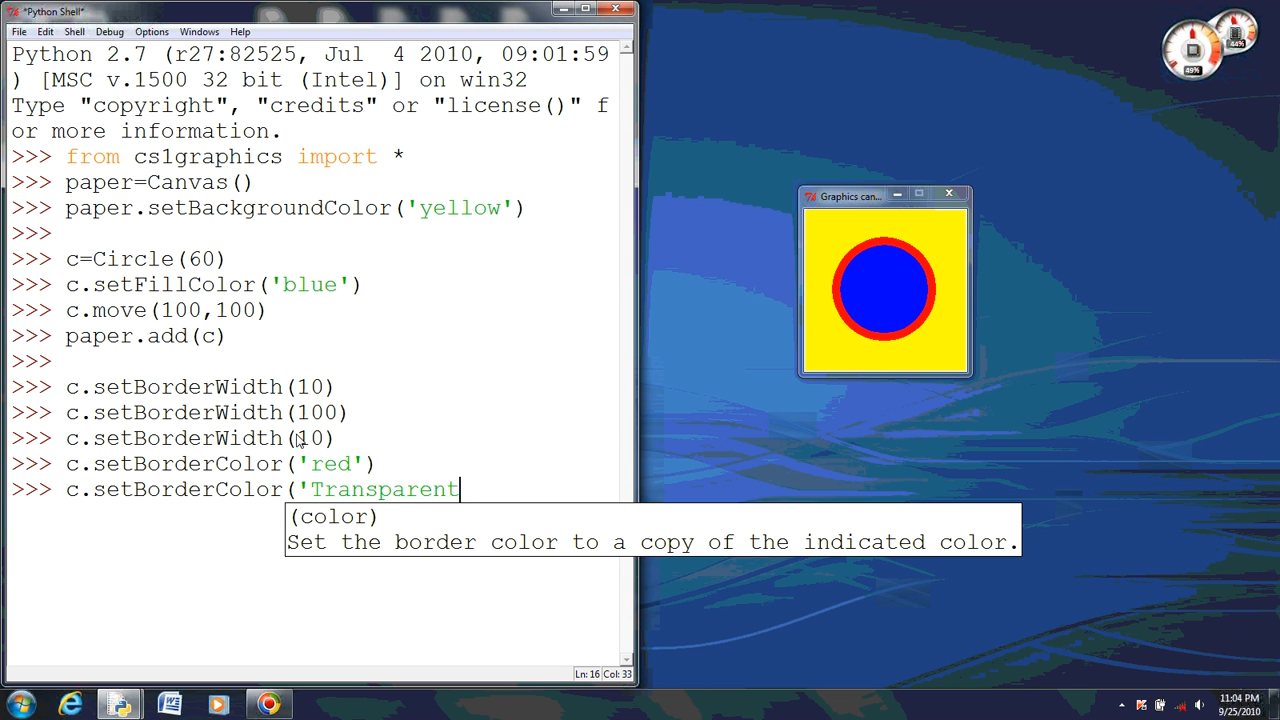 *Python Shell*
File Edit Shell Debug Options Windows Help
Python 2.7 (r27:82525, Jul  4 2010, 09:01:59
) [MSC v.1500 32 bit (Intel)] on win32
Type "copyright", "credits" or "license()" f
or more information.
>>> from cs1graphics import *
>>> paper=Canvas()
>>> paper.setBackgroundColor('yellow')
>>>
>>> c=Circle(60)
>>> c.setFillColor('blue')
>>> c.move(100,100)
>>> paper.add(c)
>>>
>>> c.setBorderWidth(10)
>>> c.setBorderWidth(100)
>>> c.setBorderWidth(10)
>>> c.setBorderColor('red')
>>> c.setBorderColor('Transparent
(color)
Set the border color to a copy of the indicated color.
Ln: 16 Col: 33
Graphics can...
49%
44%
11:04 PM
9/25/2010